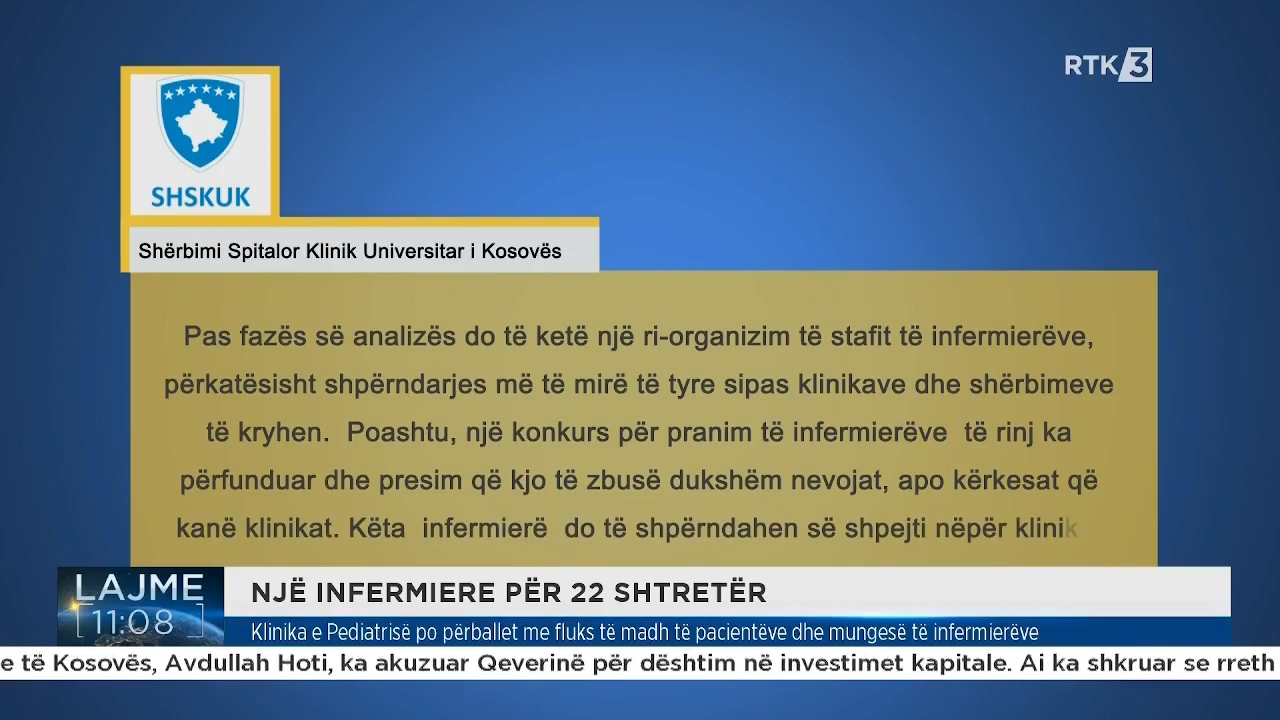 RTK 3
SHSKUK
Shërbimi Spitalor Klinik Universitar i Kosovës
Pas fazës së analizës do të ketë një ri-organizim të stafit të infermierëve,
përkatësisht shpërndarjes më të mirë të tyre sipas klinikave dhe shërbimeve
të kryhen. Poashtu, një konkurs për pranim të infermierëve të rinj ka
përfunduar dhe presim që kjo të zbusë dukshëm nevojat, apo kërkesat që
kanë klinikat. Këta infermierë do të shpërndahen së shpejti nëpër klinik
LAJME
11:08
NJË INFERMIERE PËR 22 SHTRETËR
Klinika e Pediatrisë po përballet me fluks të madh të pacientëve dhe mungesë të infermierëve
e të Kosovës, Avdullah Hoti, ka akuzuar Qeverinë për dështim në investimet kapitale. Ai ka shkruar se rreth